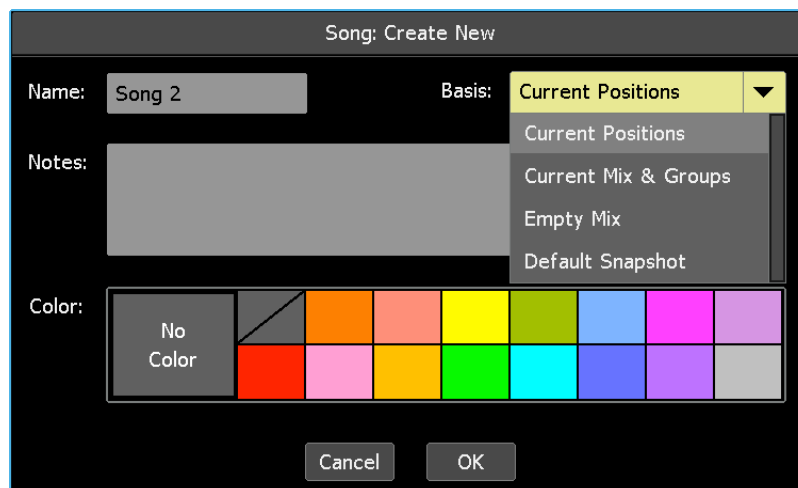 Song: Create New
Name: Song 2 Basis: Current Positions
Current Positions
Notes:
Current Mix & Groups
Empty Mix
Default Snapshot
Color:
No
Color
Cancel OK